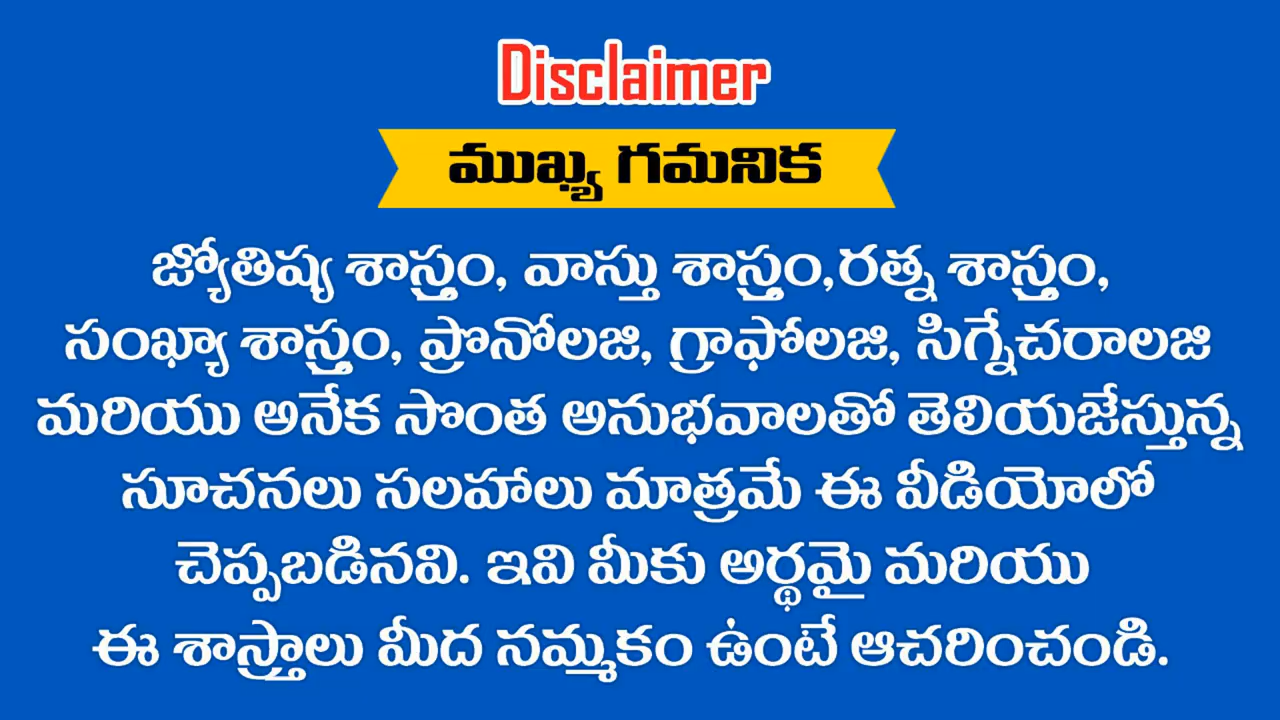 Disclaimer
ముఖ్య గమనిక
జ్యోతిష్య శాస్త్రం, వాస్తు శాస్త్రం,రత్న శాస్త్రం,
సంఖ్యా శాస్త్రం, ప్రొనోలజి, గ్రాఫోలజి, సిగ్నేచరాలజి
మరియు అనేక సొంత అనుభవాలతో తెలియజేస్తున్న
సూచనలు సలహాలు మాత్రమే ఈ వీడియోలో
చెప్పబడినవి. ఇవి మీకు అర్థమై మరియు
ఈ శాస్త్రాలు మీద నమ్మకం ఉంటే ఆచరించండి.